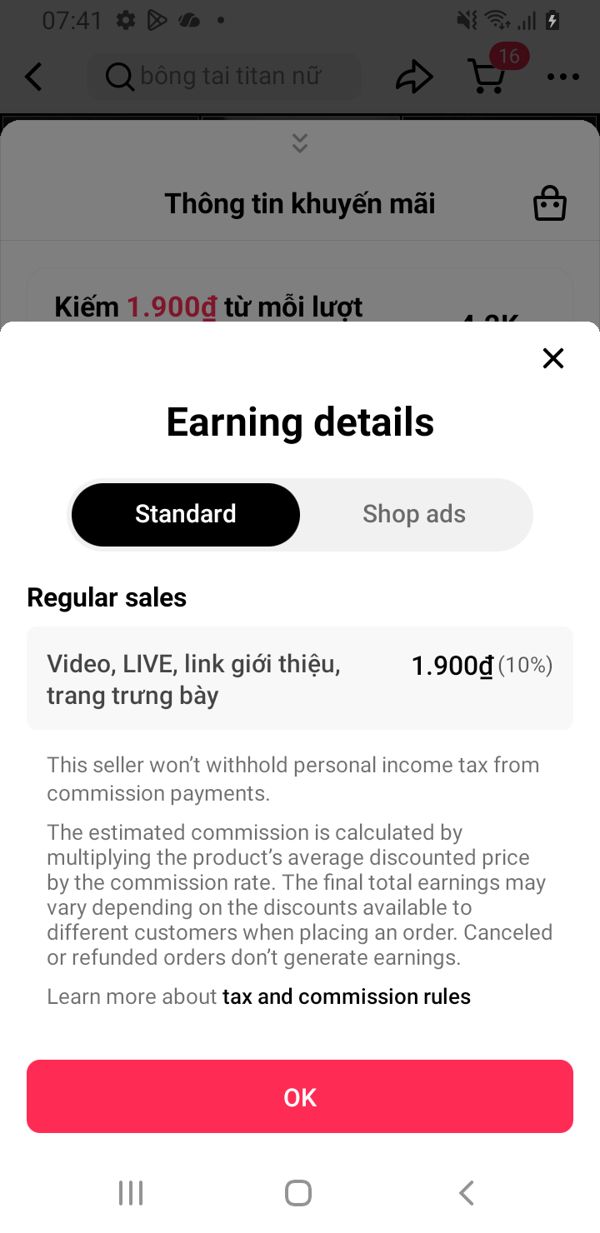 07:41
bông tai titan nữ
16
Thông tin khuyến mãi
Kiếm 1.900₫ từ mỗi lượt
Earning details
Standard
Shop ads
Regular sales
Video, LIVE, link giới thiệu,
trang trưng bày
1.900₫ (10%)
This seller won’t withhold personal income tax from
commission payments.
The estimated commission is calculated by
multiplying the product’s average discounted price
by the commission rate. The final total earnings may
vary depending on the discounts available to
different customers when placing an order. Canceled
or refunded orders don’t generate earnings.
Learn more about tax and commission rules
OK